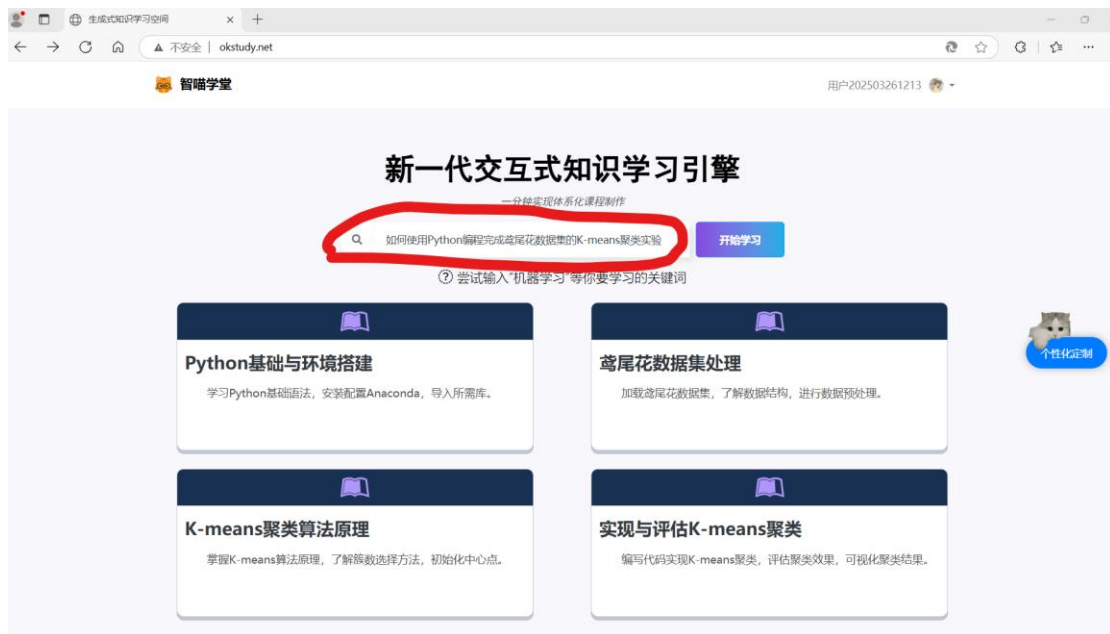 生成式知识学习空间
不安全 | okstudy.net
智喵学堂
用户202503261213
新一代交互式知识学习引擎
一分钟实现体系化课程制作
如何使用Python编程完成鸢尾花数据集的K-means聚类实验
开始学习
尝试输入“机器学习”等你要学习的关键词
Python基础与环境搭建
学习Python基础语法，安装配置Anaconda，导入所需库。
鸢尾花数据集处理
加载鸢尾花数据集，了解数据结构，进行数据预处理。
个性化定制
K-means聚类算法原理
掌握K-means算法原理，了解簇数选择方法，初始化中心点。
实现与评估K-means聚类
编写代码实现K-means聚类，评估聚类效果，可视化聚类结果。